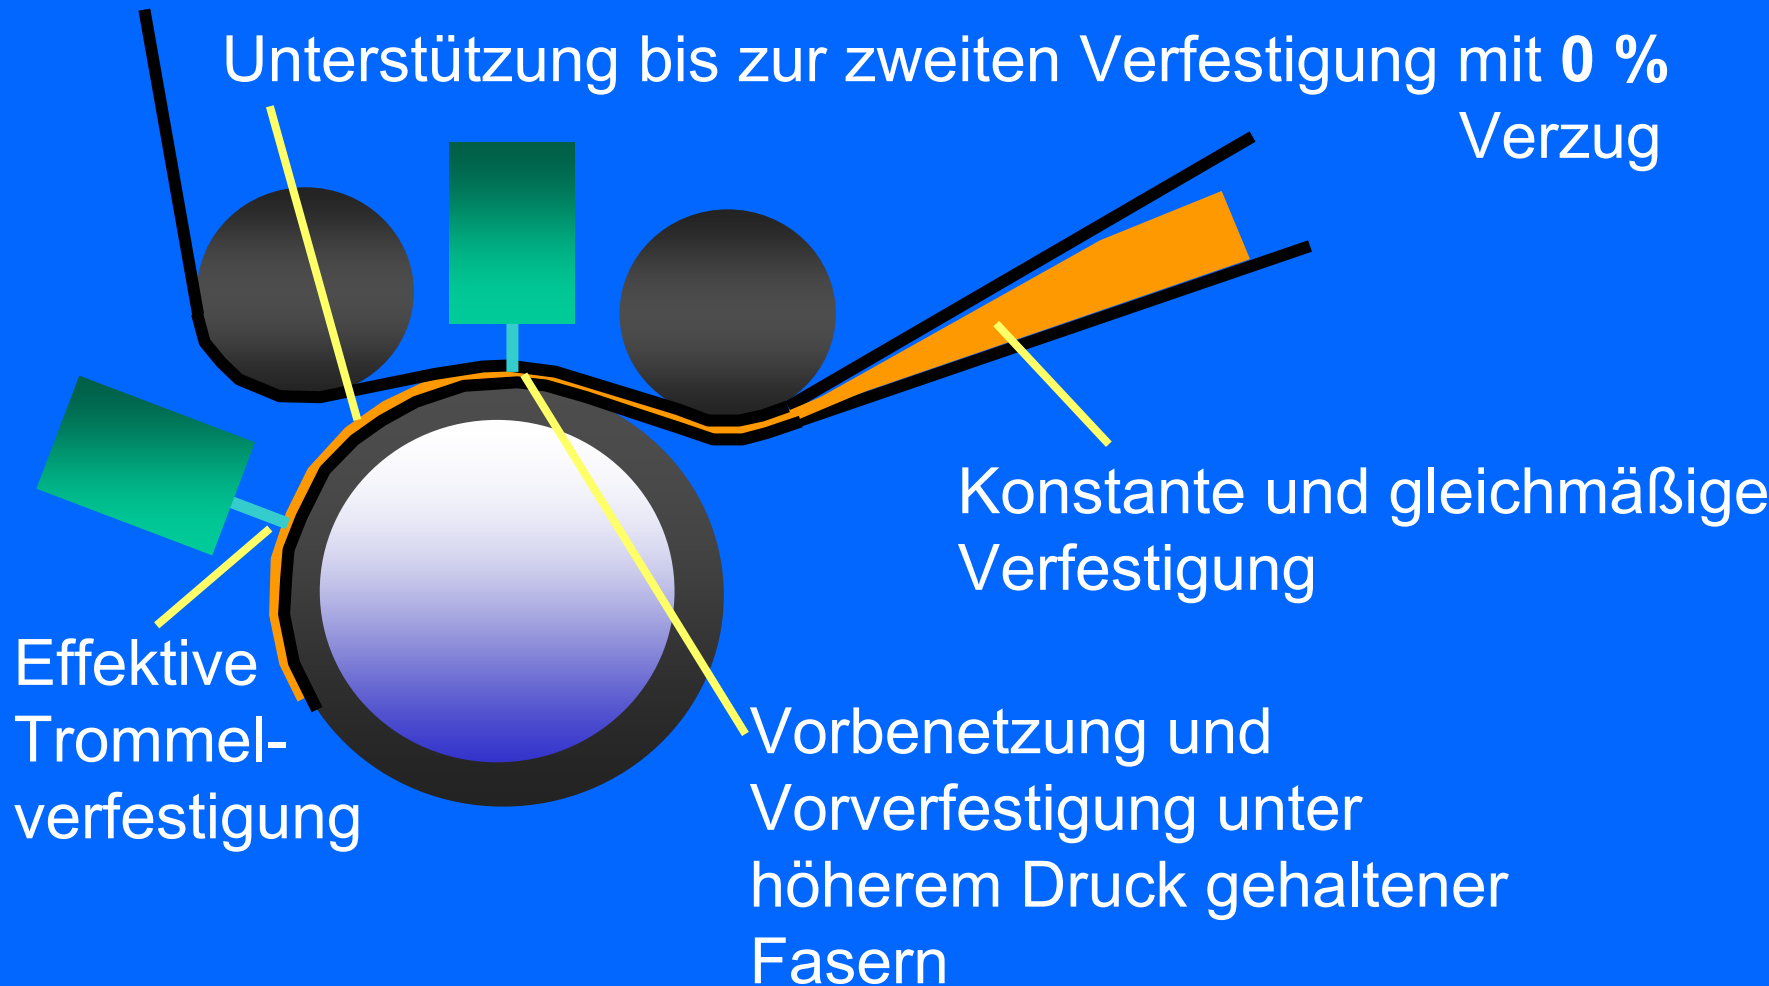 Unterstützung bis zur zweiten Verfestigung mit 0 %
Verzug
Konstante und gleichmäßige
Verfestigung
Effektive
Trommel-
verfestigung
Vorbenetzung und
Vorverfestigung unter
höherem Druck gehaltener
Fasern